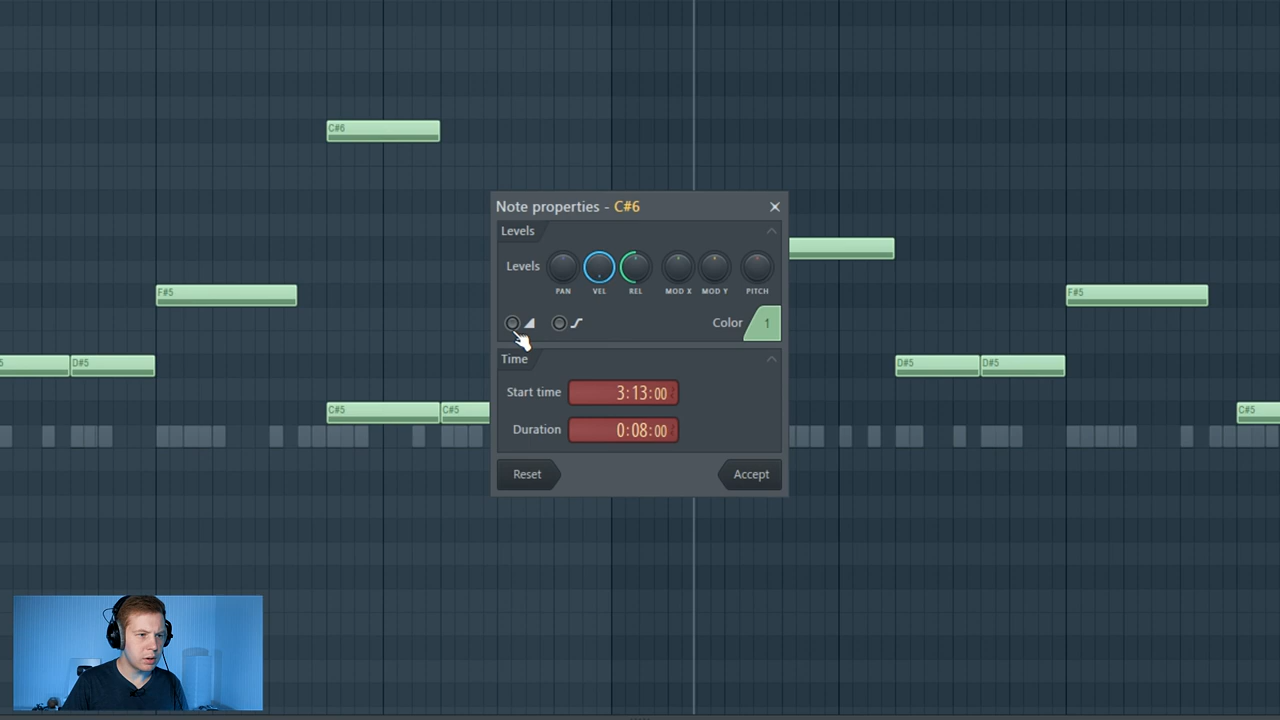 C#6
Note properties - C#6
Levels
Levels
PAN VEL REL MOD X MOD Y PITCH
F#5
F#5
Color 1
Time
5
D#5
D#5
D#5
Start time 3:13:00
C#5
C#5
C#5
Duration 0:08:00
Reset
Accept